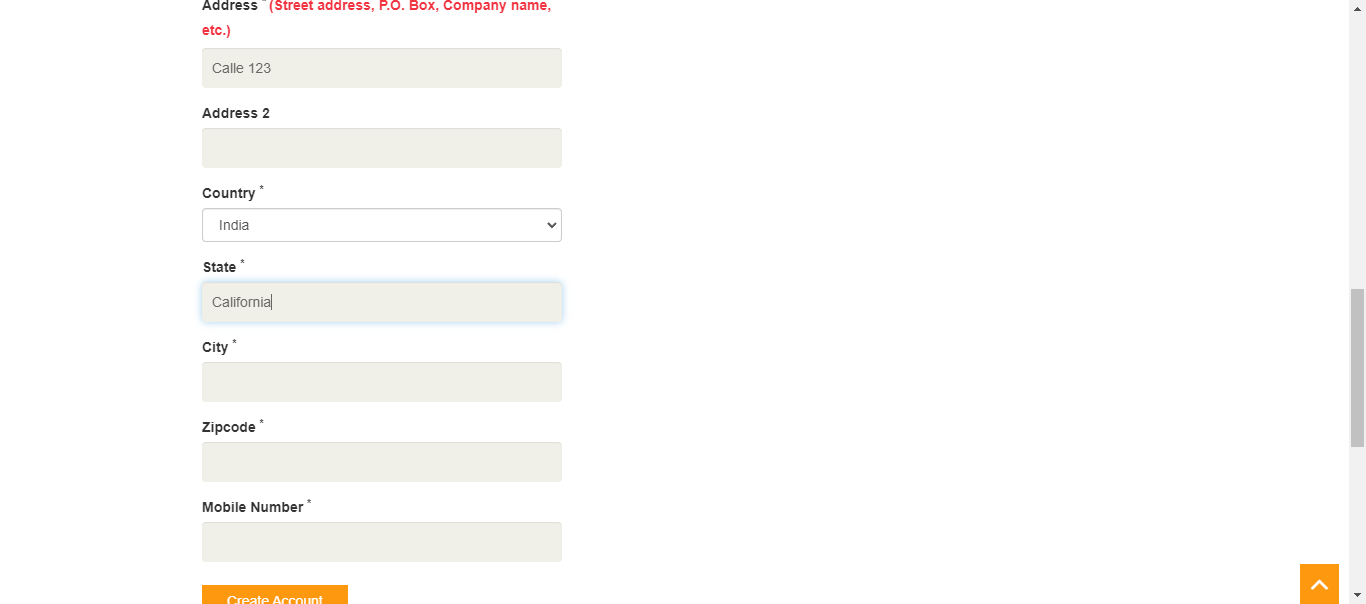 Address * (Street address, P.O. Box, Company name,
etc.)
Calle 123
Address 2
Country *
India
State *
California
City *
Zipcode *
Mobile Number *
Create Account